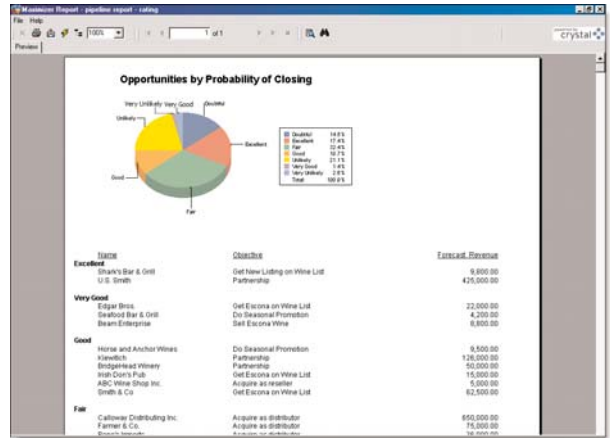 Maximizer Report - pipeline report - rating
File Help
100% 1 of 1
crystal
Preview
Opportunities by Probability of Closing
Very Unlikely Very Good Doubtful
Unlikely
Excellent
Good
Fair
Doubtful 14.8%
Excellent 17.4%
Fair 32.4%
Good 10.7%
Unlikely 21.1%
Very Good 1.4%
Very Unlikely 2.8%
Total: 100.0%
Name Objective Forecast Revenue
Excellent
Shark's Bar & Grill Get New Listing on Wine List 9,800.00
U.S. Smith Partnership 425,000.00
Very Good
Edgar Bros. Get Escona on Wine List 22,000.00
Seafood Bar & Grill Do Seasonal Promotion 4,200.00
Beam Enterprise Sell Escona Wine 8,800.00
Good
Horse and Anchor Wines Do Seasonal Promotion 9,500.00
Klewitch Partnership 126,000.00
BridgeHead Winery Partnership 50,000.00
Irish Don's Pub Get Escona on Wine List 15,000.00
ABC Wine Shop Inc. Acquire as reseller 5,000.00
Smith & Co Get Escona on Wine List 62,500.00
Fair
Calloway Distributing Inc. Acquire as distributor 650,000.00
Farmer & Co. Acquire as distributor 75,000.00